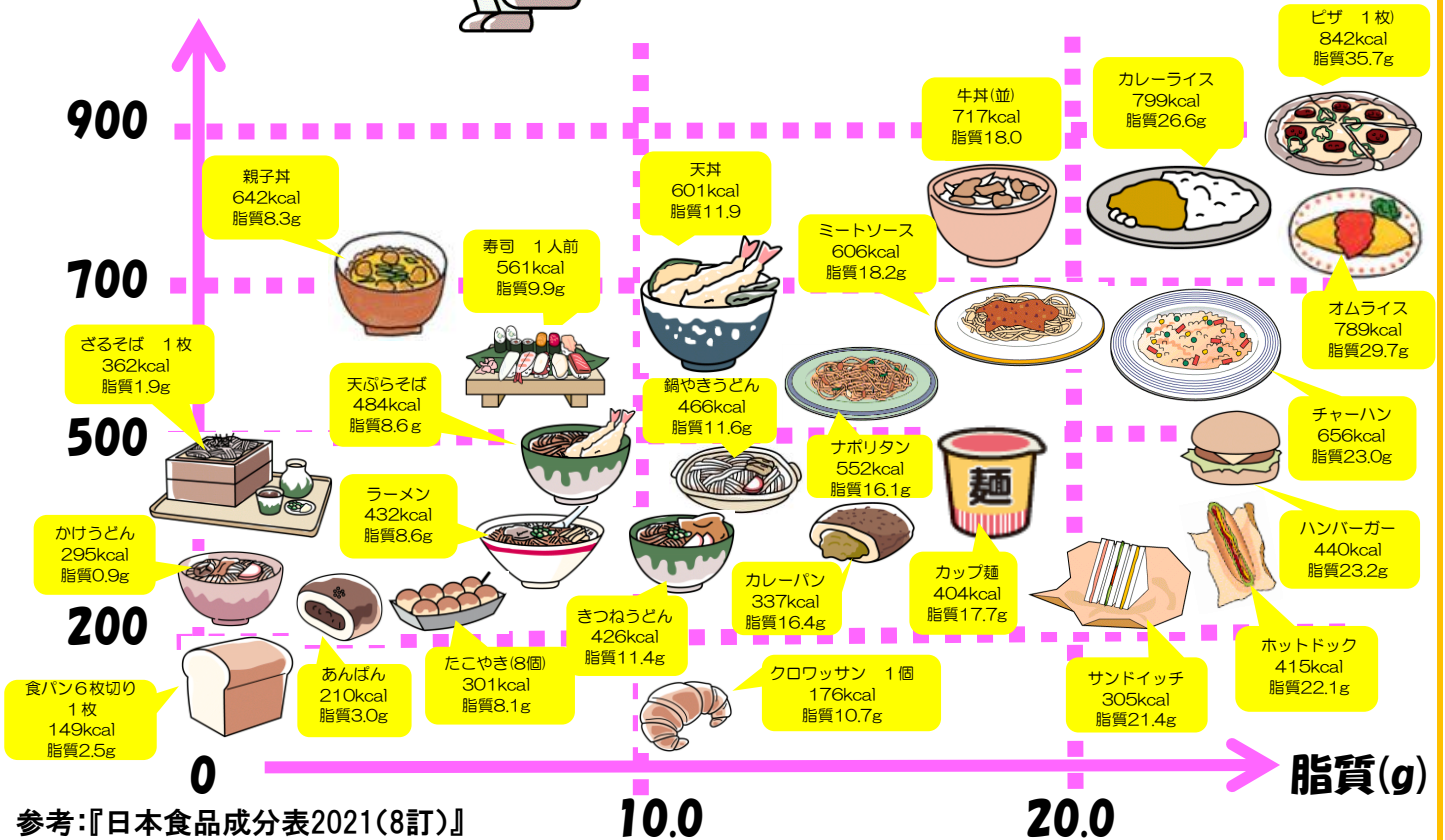 ピザ　1枚)
842kcal
脂質35.7g
カレーライス
799kcal
脂質26.6g
牛丼(並)
717kcal
脂質18.0
900
親子丼
642kcal
脂質8.3g
天丼
601kcal
脂質11.9
ミートソース
606kcal
脂質18.2g
寿司　1人前
561kcal
脂質9.9g
700
オムライス
789kcal
脂質29.7g
ざるそば　1枚
362kcal
脂質1.9g
天ぷらそば
484kcal
脂質8.6ｇ
鍋やきうどん
466kcal
脂質11.6g
チャーハン
656kcal
脂質23.0g
500
ナポリタン
552kcal
脂質16.1g
麺
ラーメン
432kcal
脂質8.6g
かけうどん
295kcal
脂質0.9g
ハンバーガー
440kcal
脂質23.2g
カレーパン
337kcal
脂質16.4g
カップ麺
404kcal
脂質17.7g
200
きつねうどん
426kcal
脂質11.4g
ホットドック
415kcal
脂質22.1g
たこやき(8個)
301kcal
脂質8.1g
あんぱん
210kcal
脂質3.0g
クロワッサン　1個
176kcal
脂質10.7g
サンドイッチ
305kcal
脂質21.4g
食パン6枚切り
1枚
149kcal
脂質2.5g
0
脂質(g)
10.0
20.0
参考:『日本食品成分表2021(8訂)』